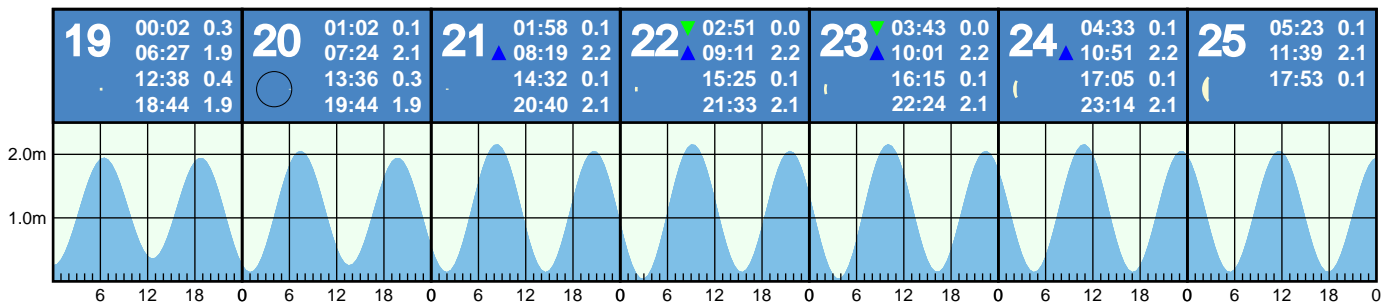 19 00:02 0.3
06:27 1.9
12:38 0.4
18:44 1.9
20 01:02 0.1
07:24 2.1
13:36 0.3
19:44 1.9
21 01:58 0.1
▲ 08:19 2.2
14:32 0.1
20:40 2.1
22 ▼ 02:51 0.0
▲ 09:11 2.2
15:25 0.1
21:33 2.1
23 ▼ 03:43 0.0
▲ 10:01 2.2
16:15 0.1
22:24 2.1
24 04:33 0.1
▲ 10:51 2.2
17:05 0.1
23:14 2.1
25 05:23 0.1
11:39 2.1
17:53 0.1
2.0m
1.0m
6 12 18 0 6 12 18 0 6 12 18 0 6 12 18 0 6 12 18 0 6 12 18 0 6 12 18 0